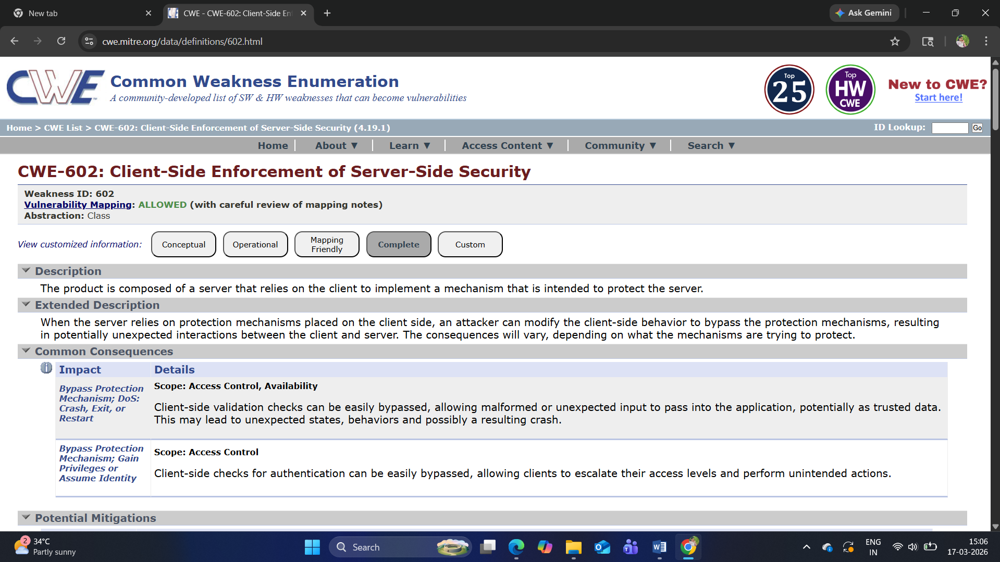 New tab
CWE - CWE-602: Client-Side En
Ask Gemini
cwe.mitre.org/data/definitions/602.html
CWE
Common Weakness Enumeration
A community-developed list of SW & HW weaknesses that can become vulnerabilities
Top
25
Top
HW
CWE
New to CWE?
Start here!
Home > CWE List > CWE-602: Client-Side Enforcement of Server-Side Security (4.19.1)
ID Lookup:
Go
Home
About ▼
Learn ▼
Access Content ▼
Community ▼
Search ▼
CWE-602: Client-Side Enforcement of Server-Side Security
Weakness ID: 602
Vulnerability Mapping: ALLOWED (with careful review of mapping notes)
Abstraction: Class
View customized information:
Conceptual
Operational
Mapping
Friendly
Complete
Custom
Description
The product is composed of a server that relies on the client to implement a mechanism that is intended to protect the server.
Extended Description
When the server relies on protection mechanisms placed on the client side, an attacker can modify the client-side behavior to bypass the protection mechanisms, resulting
in potentially unexpected interactions between the client and server. The consequences will vary, depending on what the mechanisms are trying to protect.
Common Consequences
Impact
Details
Bypass Protection
Mechanism; DoS:
Crash, Exit, or
Restart
Scope: Access Control, Availability
Client-side validation checks can be easily bypassed, allowing malformed or unexpected input to pass into the application, potentially as trusted data.
This may lead to unexpected states, behaviors and possibly a resulting crash.
Bypass Protection
Mechanism; Gain
Privileges or
Assume Identity
Scope: Access Control
Client-side checks for authentication can be easily bypassed, allowing clients to escalate their access levels and perform unintended actions.
Potential Mitigations
2
34°C
Partly sunny
Search
ENG
IN
15:06
17-03-2026